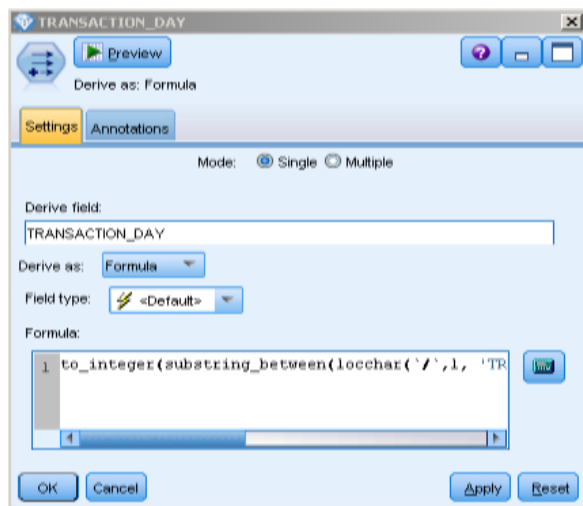 TRANSACTION_DAY
Preview
Derive as: Formula
Settings Annotations
Mode: Single Multiple
Derive field:
TRANSACTION_DAY
Derive as: Formula
Field type: <Default>
Formula:
1 to_integer(substring_between(locchar(`/`,1, 'TR
OK Cancel Apply Reset